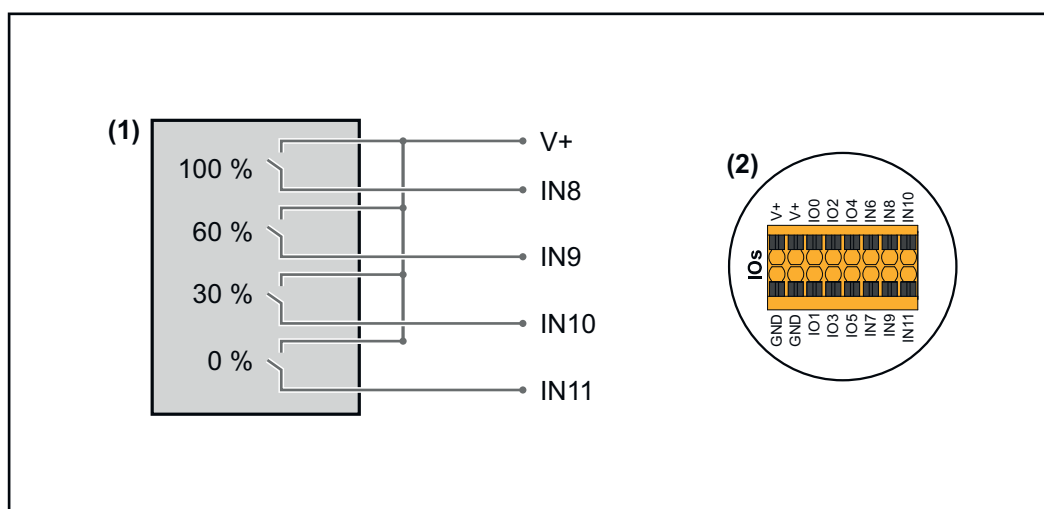 (1)
V+
100 %
IN8
60 %
IN9
30 %
IN10
0 %
IN11
(2)
V+ V+ IO0 IO2 IO4 IN6 IN8 IN10
IOs
GND GND IO1 IO3 IO5 IN7 IN9 IN11